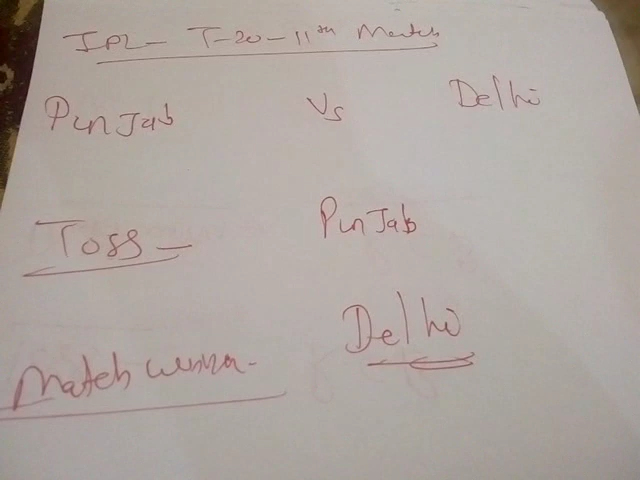 IPL- T-20-11th Match
Punjab Vs Delhi
Toss- Punjab
Match winner- Delhi